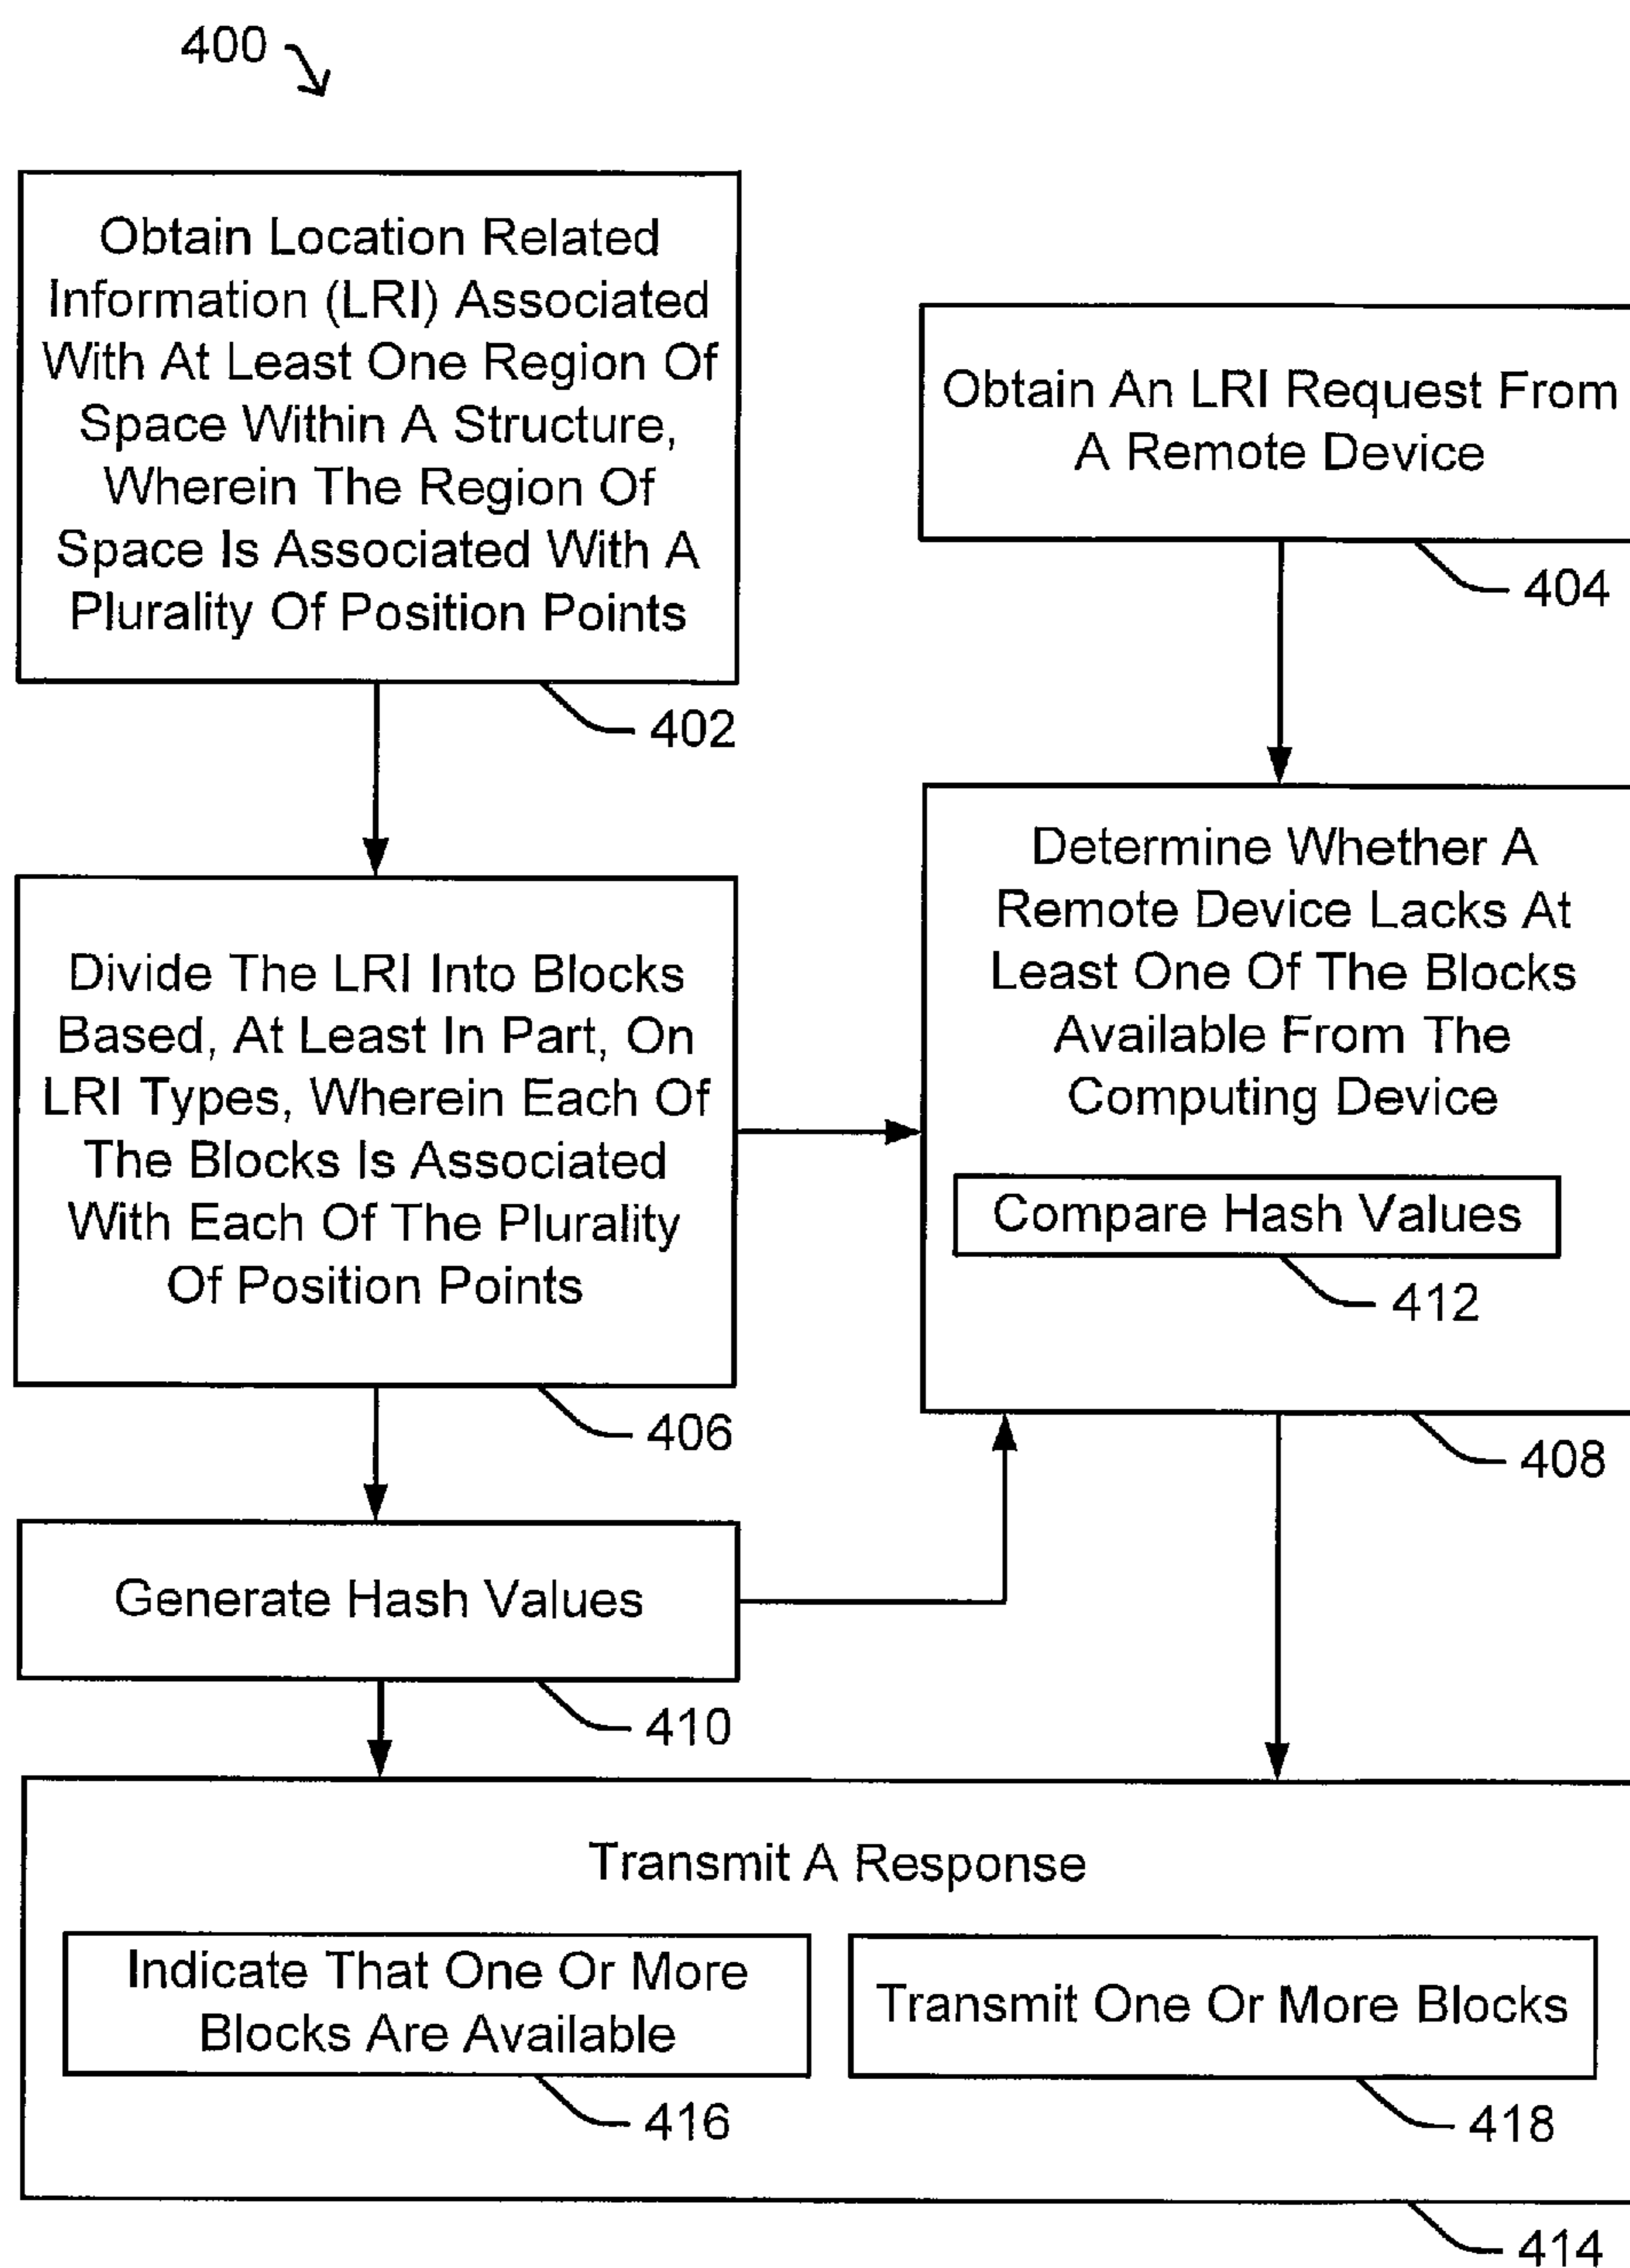 400
Obtain Location Related
Information (LRI) Associated
With At Least One Region Of
Space Within A Structure,
Wherein The Region Of
Space Is Associated With A
Plurality Of Position Points
402
Obtain An LRI Request From
A Remote Device
404
Divide The LRI Into Blocks
Based, At Least In Part, On
LRI Types, Wherein Each Of
The Blocks Is Associated
With Each Of The Plurality
Of Position Points
406
Determine Whether A
Remote Device Lacks At
Least One Of The Blocks
Available From The
Computing Device
Compare Hash Values
412
408
Generate Hash Values
410
Transmit A Response
Indicate That One Or More
Blocks Are Available
416
Transmit One Or More Blocks
418
414